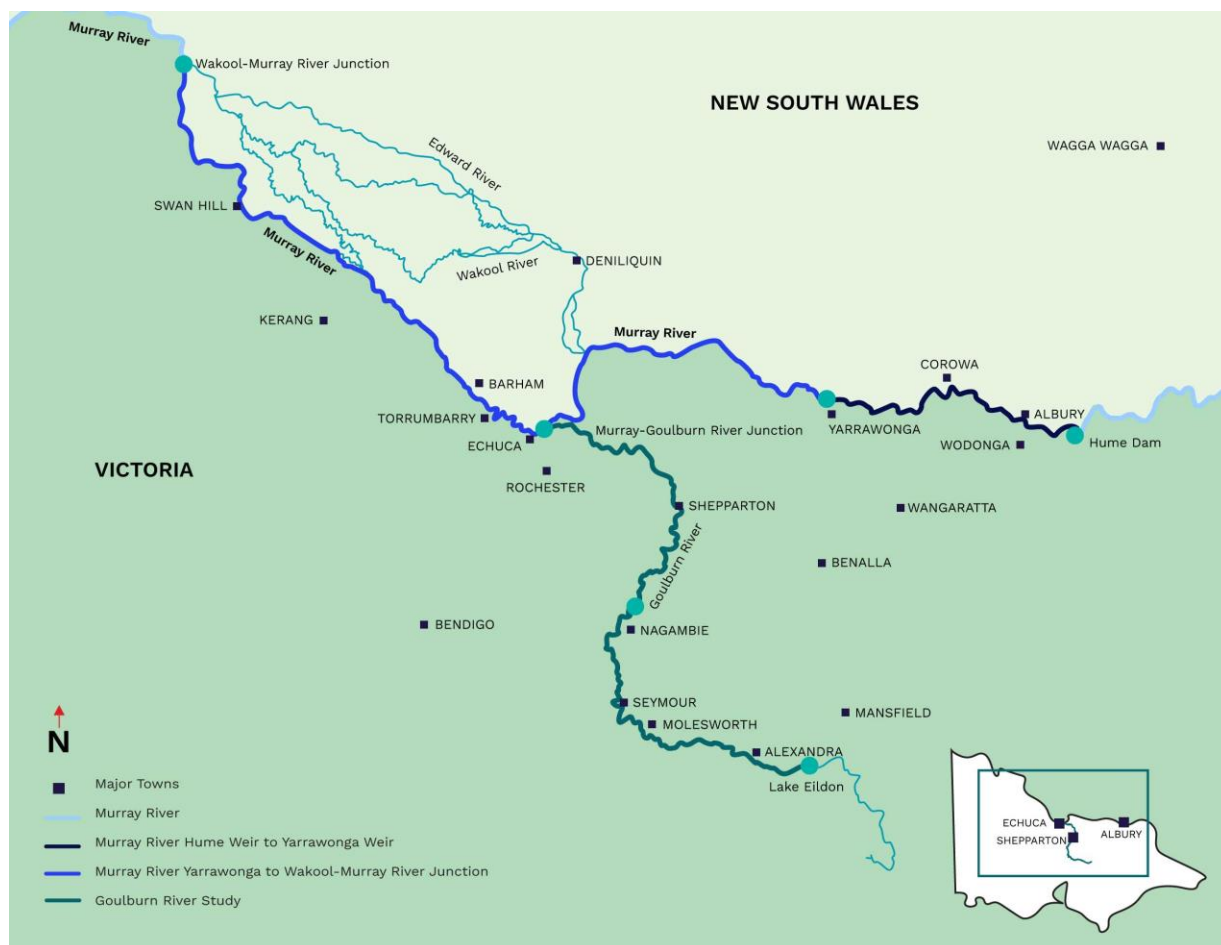 Murray River
Wakool-Murray River Junction
NEW SOUTH WALES
WAGGA WAGGA
Edward River
SWAN HILL
Murray River
Wakool River
DENILIQUIN
KERANG
Murray River
COROWA
BARHAM
TORRUMBARRY
ECHUCA
Murray-Goulburn River Junction
YARRAWONGA
ALBURY
WODONGA
Hume Dam
VICTORIA
ROCHESTER
SHEPPARTON
WANGARATTA
Goulburn River
BENALLA
BENDIGO
NAGAMBIE
SEYMOUR
MOLESWORTH
MANSFIELD
ALEXANDRA
Lake Eildon
N
Major Towns
Murray River
Murray River Hume Weir to Yarrawonga Weir
Murray River Yarrawonga to Wakool-Murray River Junction
Goulburn River Study
ECHUCA
SHEPPARTON
ALBURY